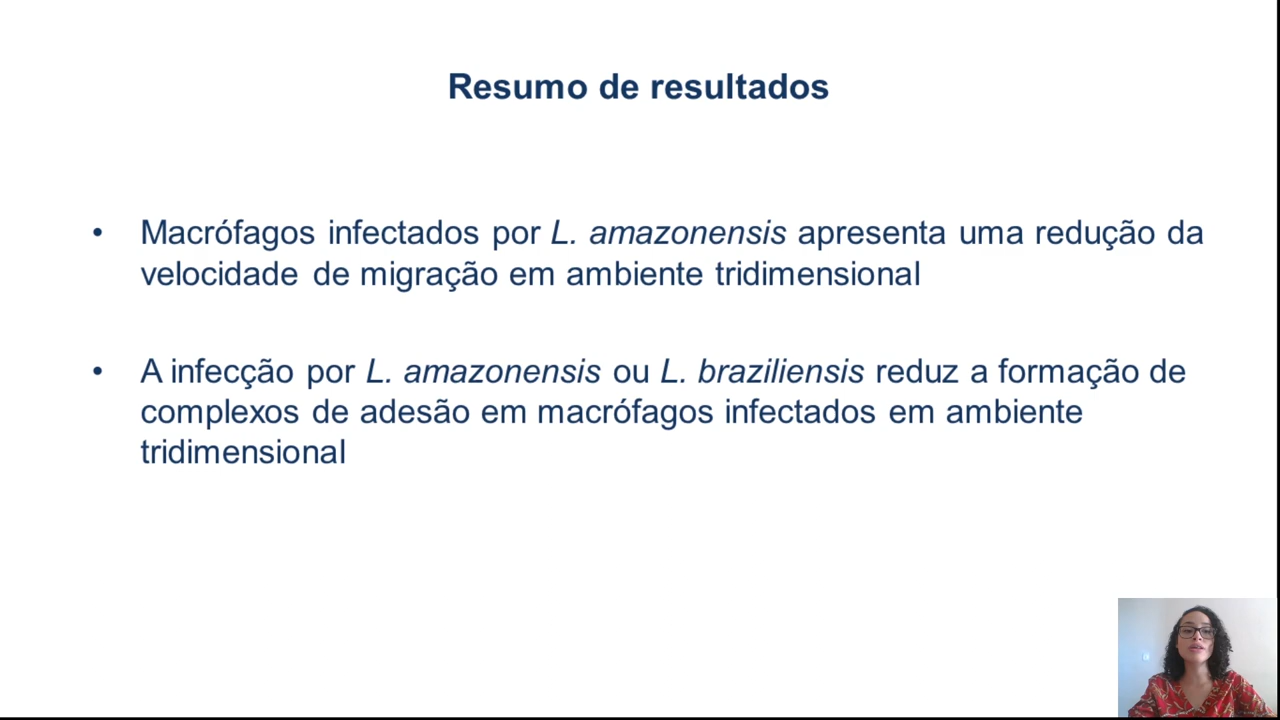 Resumo de resultados
• Macrófagos infectados por L. amazonensis apresenta uma redução da
velocidade de migração em ambiente tridimensional
• A infecção por L. amazonensis ou L. braziliensis reduz a formação de
complexos de adesão em macrófagos infectados em ambiente
tridimensional